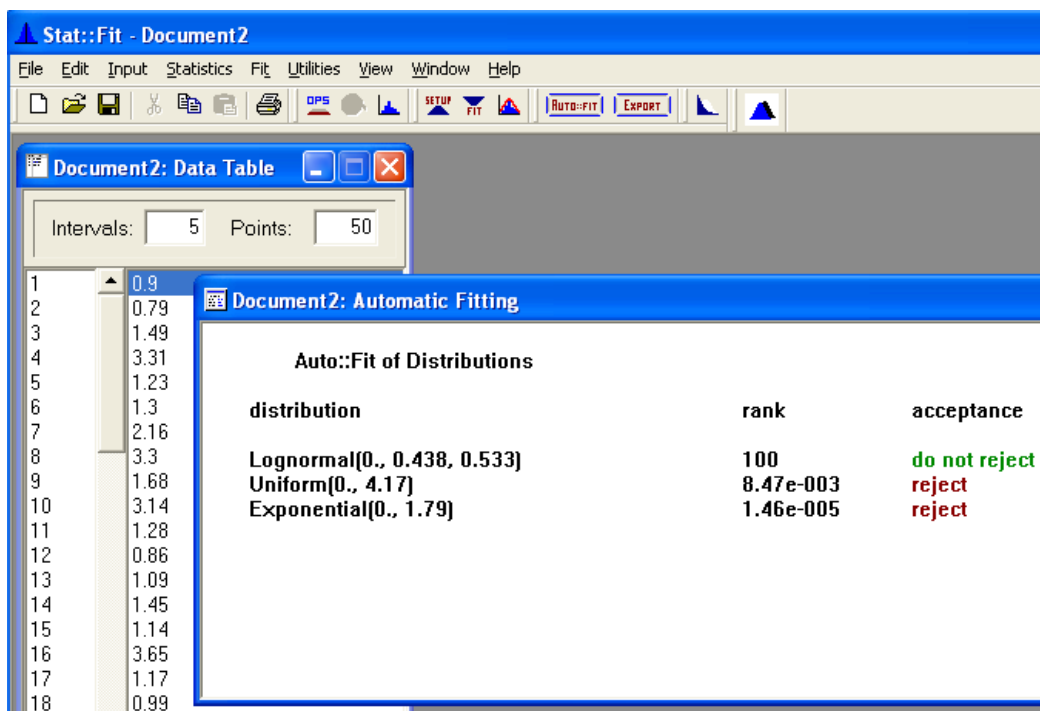 Stat::Fit - Document2
File Edit Input Statistics Fit Utilities View Window Help
OPS SETUP FIT AUTO::FIT EXPORT
Document2: Data Table
Intervals: 5 Points: 50
1 0.9
2 0.79
3 1.49
4 3.31
5 1.23
6 1.3
7 2.16
8 3.3
9 1.68
10 3.14
11 1.28
12 0.86
13 1.09
14 1.45
15 1.14
16 3.65
17 1.17
18 0.99
Document2: Automatic Fitting
Auto::Fit of Distributions
distribution rank acceptance
Lognormal(0., 0.438, 0.533) 100 do not reject
Uniform(0., 4.17) 8.47e-003 reject
Exponential(0., 1.79) 1.46e-005 reject